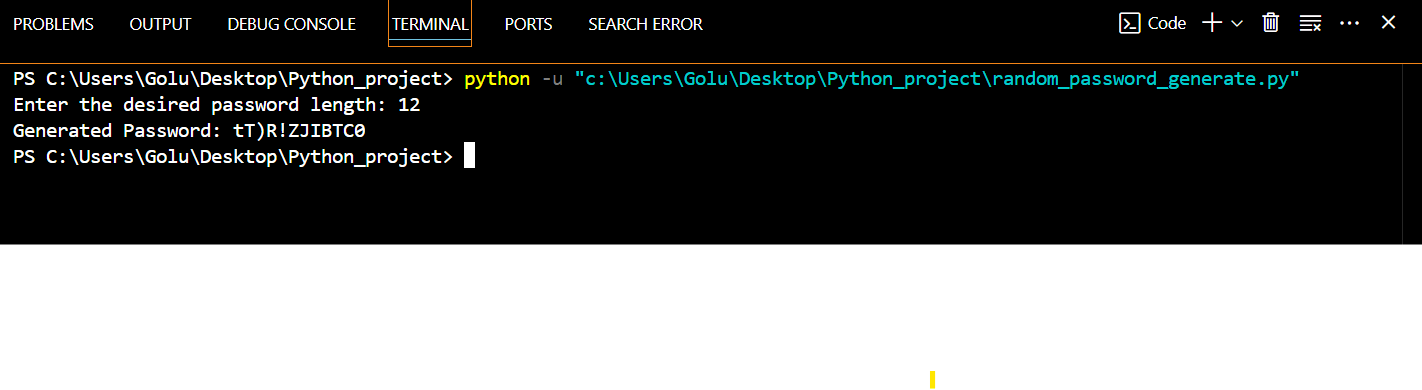 PROBLEMS OUTPUT DEBUG CONSOLE TERMINAL PORTS SEARCH ERROR Code
PS C:\Users\Golu\Desktop\Python_project> python -u "c:\Users\Golu\Desktop\Python_project\random_password_generate.py"
Enter the desired password length: 12
Generated Password: tT)R!ZJIBTC0
PS C:\Users\Golu\Desktop\Python_project>